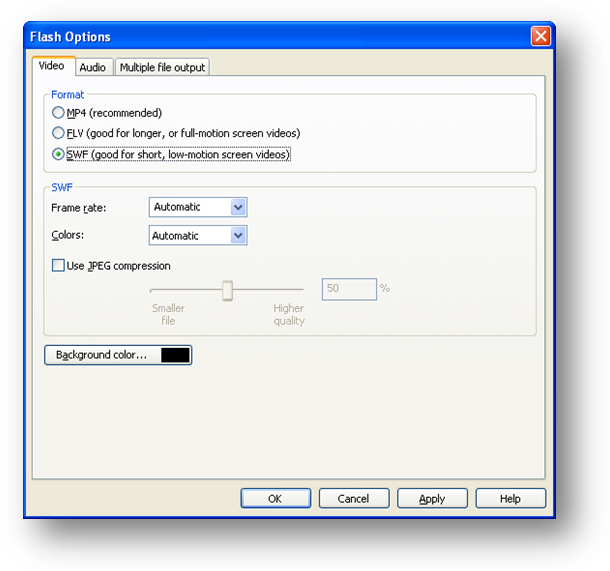 Flash Options
Video Audio Multiple file output
Format
MP4 (recommended)
FLV (good for longer, or full-motion screen videos)
SWF (good for short, low-motion screen videos)
SWF
Frame rate: Automatic
Colors: Automatic
Use JPEG compression
50 %
Smaller file Higher quality
Background color...
OK Cancel Apply Help